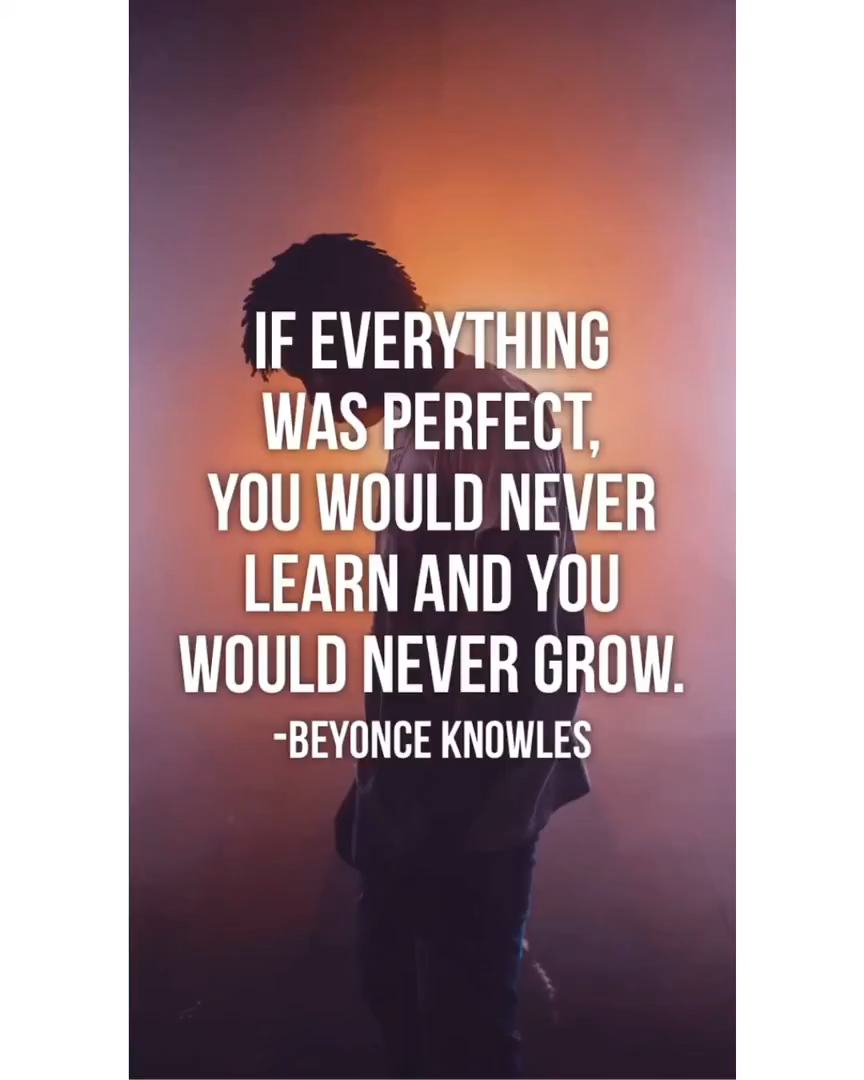 IF EVERYTHING
WAS PERFECT,
YOU WOULD NEVER
LEARN AND YOU
WOULD NEVER GROW.
-BEYONCE KNOWLES